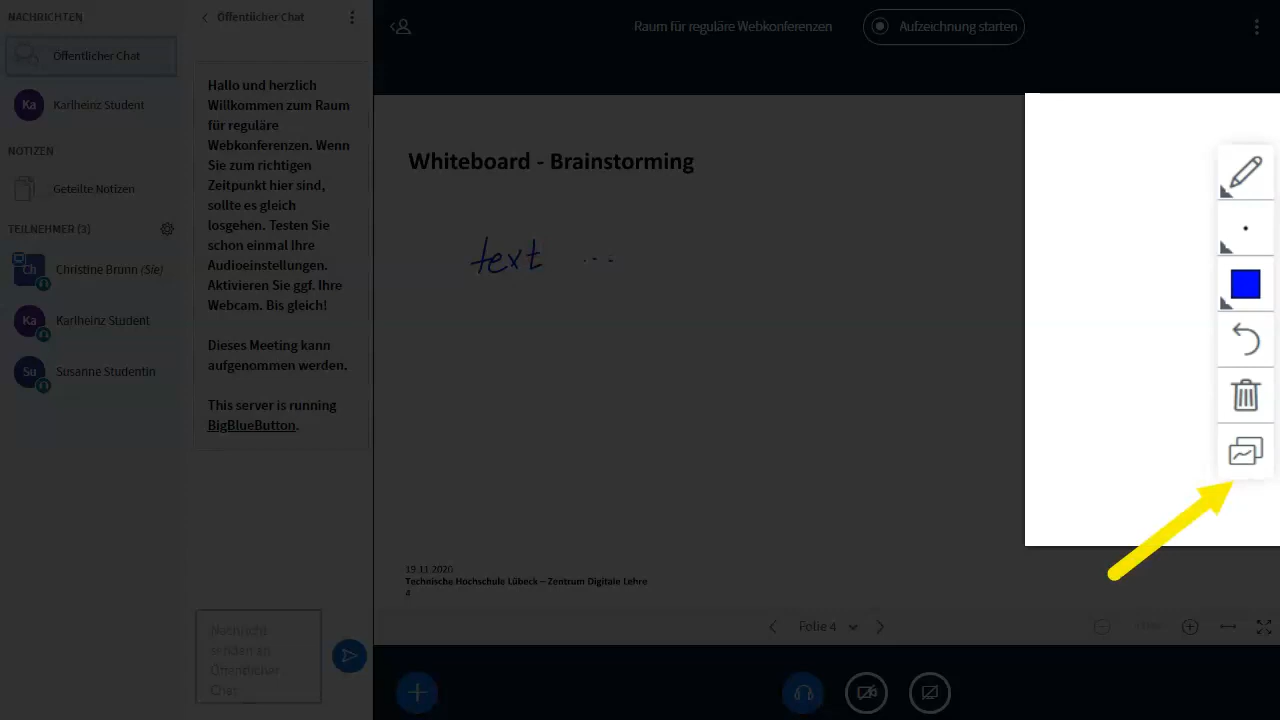 NACHRICHTEN
Öffentlicher Chat
Ka Karlheinz Student
NOTIZEN
Geteilte Notizen
TEILNEHMER (3)
Ch Christine Brunn (Sie)
Ka Karlheinz Student
Su Susanne Studentin
Öffentlicher Chat
Hallo und herzlich
Willkommen zum Raum
für reguläre
Webkonferenzen. Wenn
Sie zum richtigen
Zeitpunkt hier sind,
sollte es gleich
losgehen. Testen Sie
schon einmal Ihre
Audioeinstellungen.
Aktivieren Sie ggf. Ihre
Webcam. Bis gleich!
Dieses Meeting kann
aufgenommen werden.
This server is running
BigBlueButton.
Nachricht
senden an
Öffentlicher
Chat
Raum für reguläre Webkonferenzen
Aufzeichnung starten
Whiteboard - Brainstorming
text ...
19.11.2020
Technische Hochschule Lübeck – Zentrum Digitale Lehre
4
Folie 4